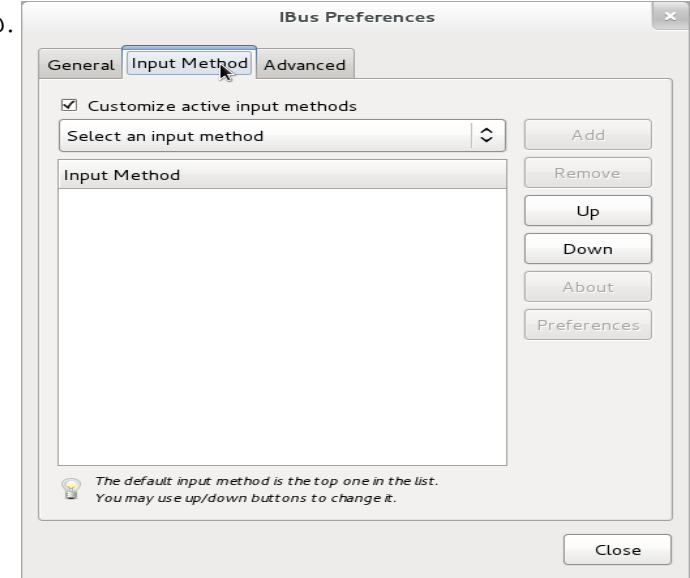 ).
IBus Preferences
General Input Method Advanced
Customize active input methods
Select an input method
Add
Input Method
Remove
Up
Down
About
Preferences
The default input method is the top one in the list.
You may use up/down buttons to change it.
Close